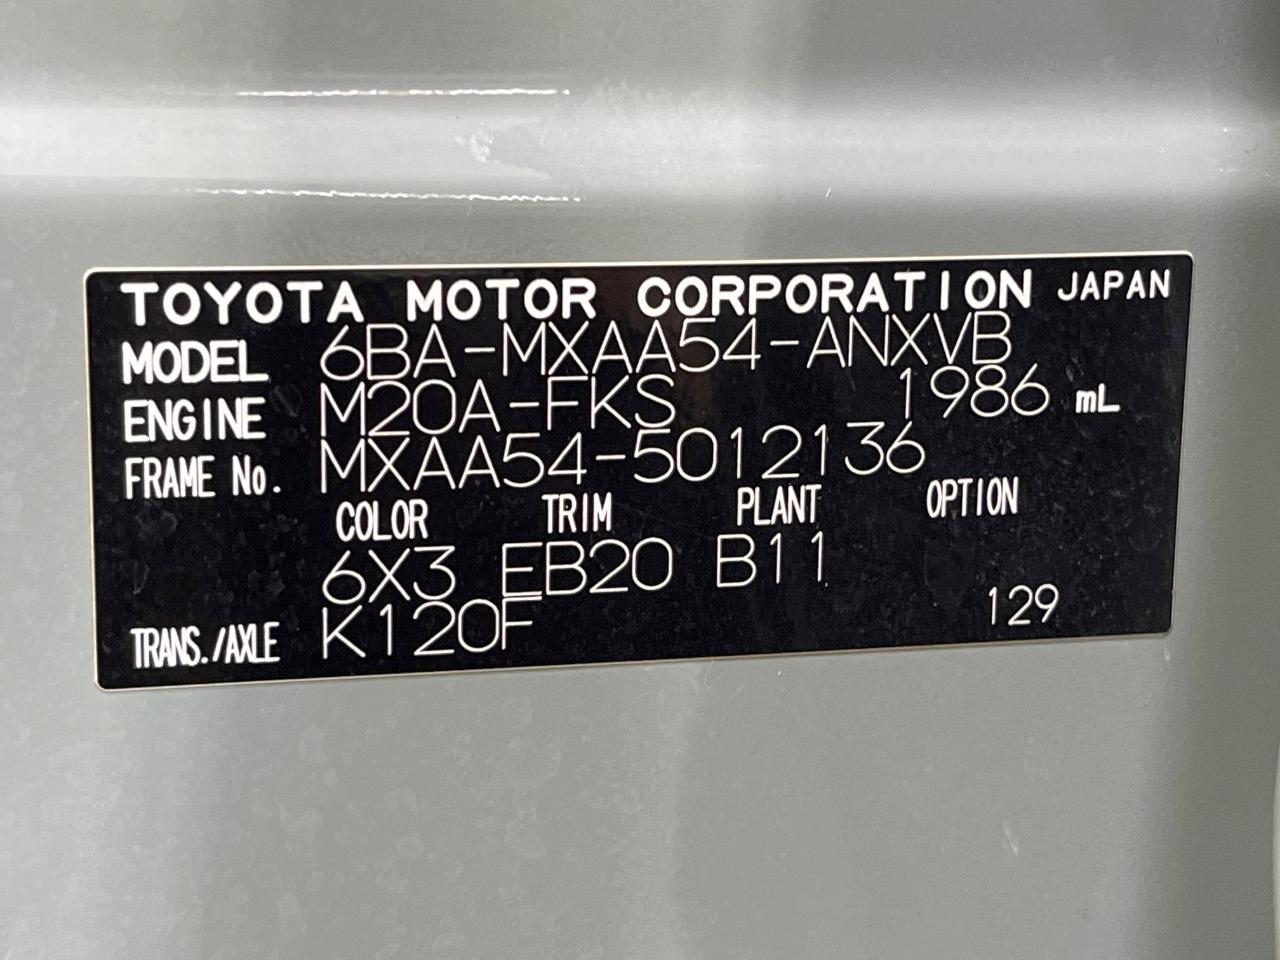 TOYOTA MOTOR CORPORATION JAPAN
MODEL 6BA-MXAA54-ANXVB
ENGINE M20A-FKS 1986 mL
FRAME No. MXAA54-5012136
COLOR TRIM PLANT OPTION
6X3 EB20 B11
TRANS./AXLE K120F 129